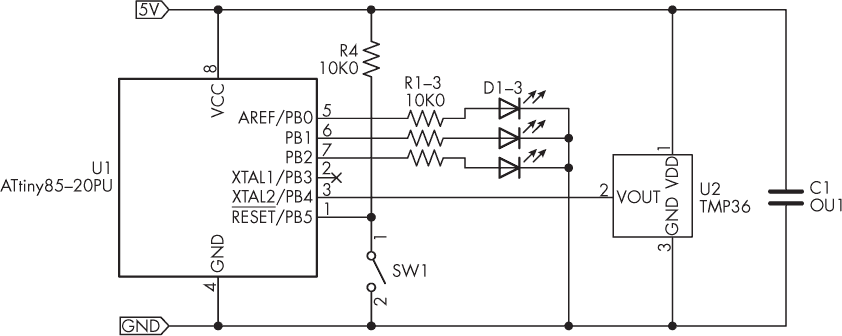 5V
R4
10K0
8
VCC
R1–3
10K0
D1–3
AREF/PB0 5
PB1 6
PB2 7
XTAL1/PB3 2
XTAL2/PB4 3
RESET/PB5 1
U1
ATtiny85–20PU
GND
4
1
SW1
2
1
VDD
2 VOUT
GND
3
U2
TMP36
C1
0U1
GND